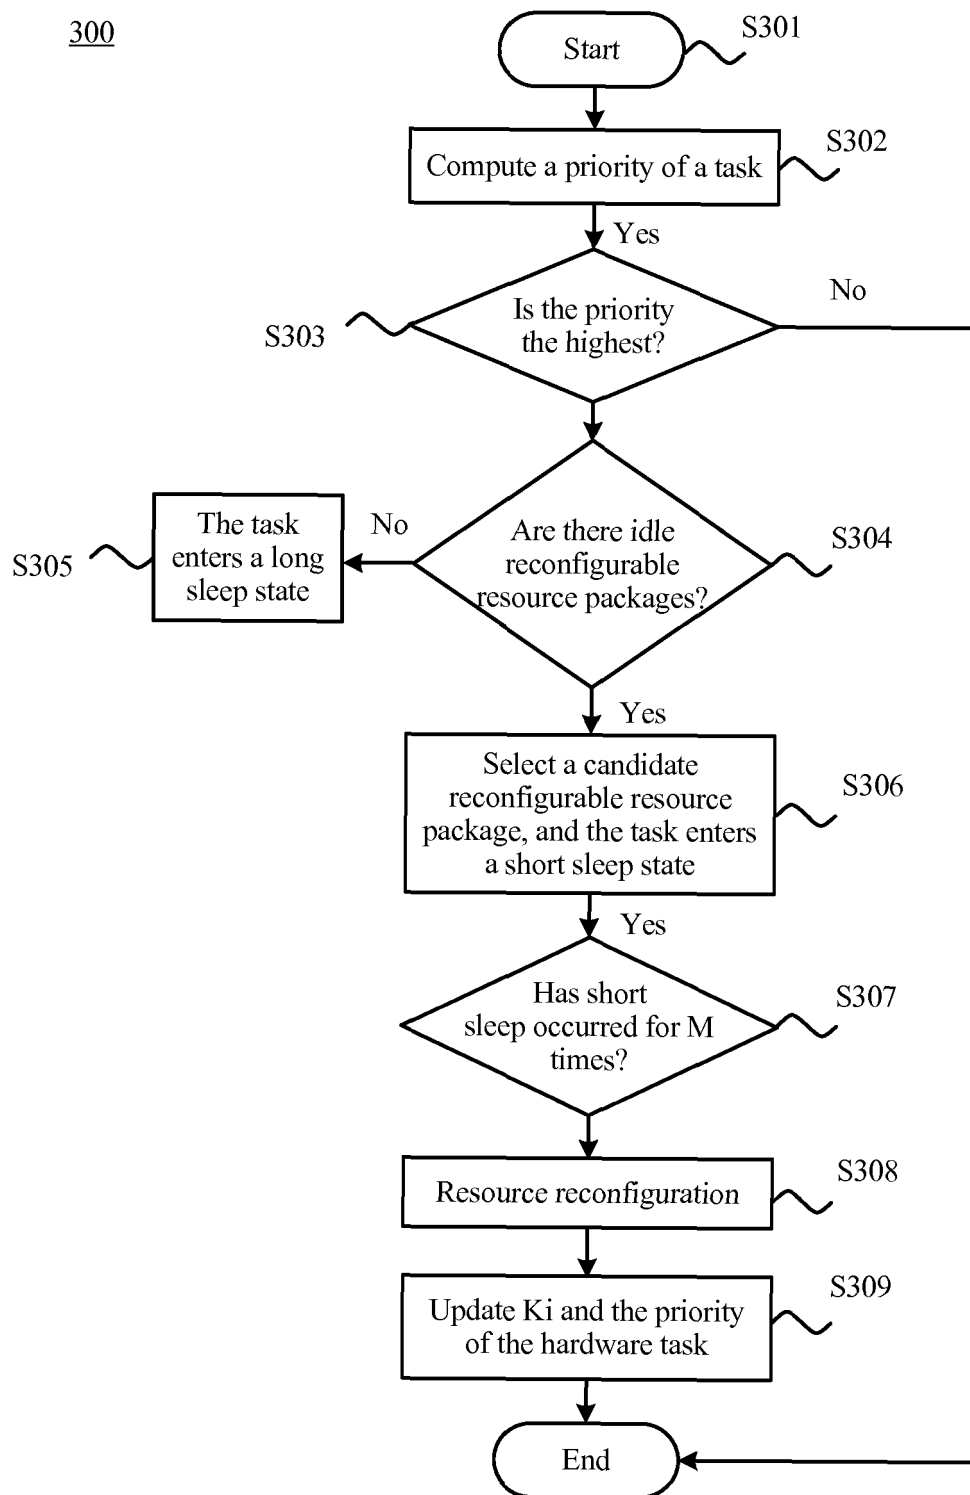 300
Start
S301
Compute a priority of a task
S302
Yes
Is the priority
the highest?
No
S303
Are there idle
reconfigurable
resource packages?
S304
No
The task
enters a long
sleep state
S305
Yes
Select a candidate
reconfigurable resource
package, and the task enters
a short sleep state
S306
Yes
Has short
sleep occurred for M
times?
S307
Resource reconfiguration
S308
Update Ki and the priority
of the hardware task
S309
End